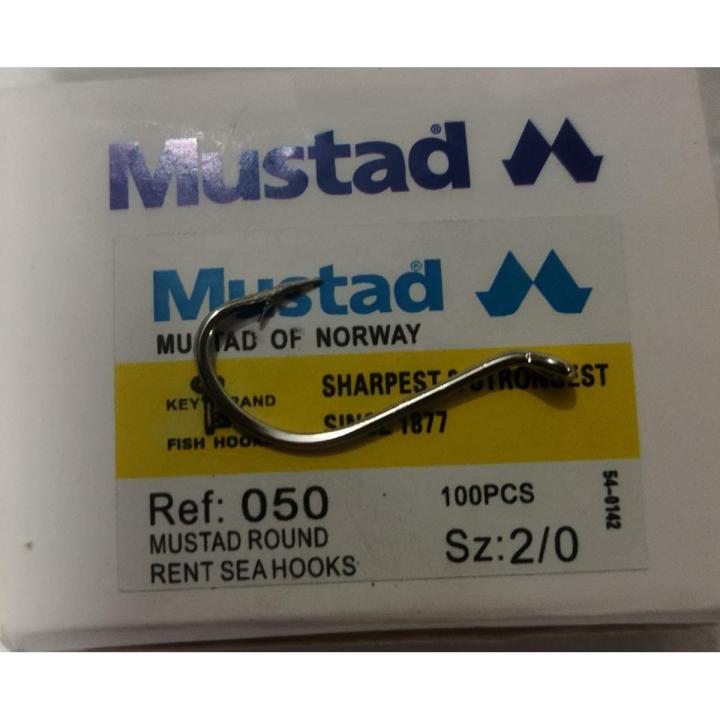 Mustad®
Mustad®
MUSTAD OF NORWAY
KEY BRAND
FISH HOOKS
SHARPEST & STRONGEST
SINCE 1877
Ref: 050
100PCS
MUSTAD ROUND
RENT SEA HOOKS
Sz:2/0
54-0142